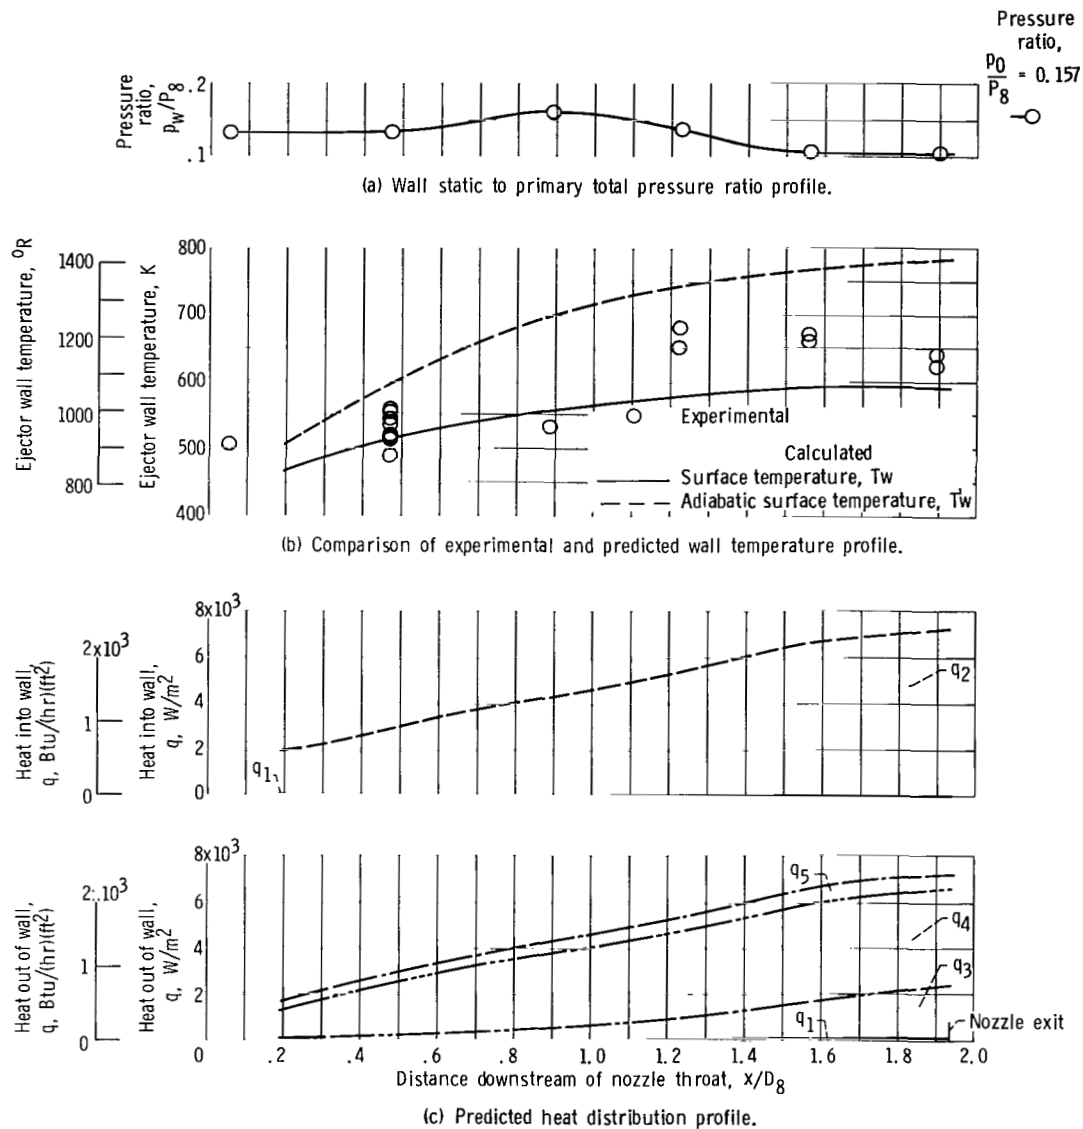 Pressure
ratio,
p0/P8 = 0.157
Pressure
ratio,
pw/P8
.2
.1
(a) Wall static to primary total pressure ratio profile.
Ejector wall temperature, °R
1400
1200
1000
800
Ejector wall temperature, K
800
700
600
500
400
Experimental
Calculated
Surface temperature, Tw
Adiabatic surface temperature, T'w
(b) Comparison of experimental and predicted wall temperature profile.
Heat into wall,
q, Btu/(hr)(ft²)
2x10³
1
0
Heat into wall,
q, W/m²
8x10³
6
4
2
0
q1
q2
Heat out of wall,
q, Btu/(hr)(ft²)
2:.10³
1
0
Heat out of wall,
q, W/m²
8x10³
6
4
2
0
q5
q4
q3
q1
Nozzle exit
.2 .4 .6 .8 1.0 1.2 1.4 1.6 1.8 2.0
Distance downstream of nozzle throat, x/D8
(c) Predicted heat distribution profile.